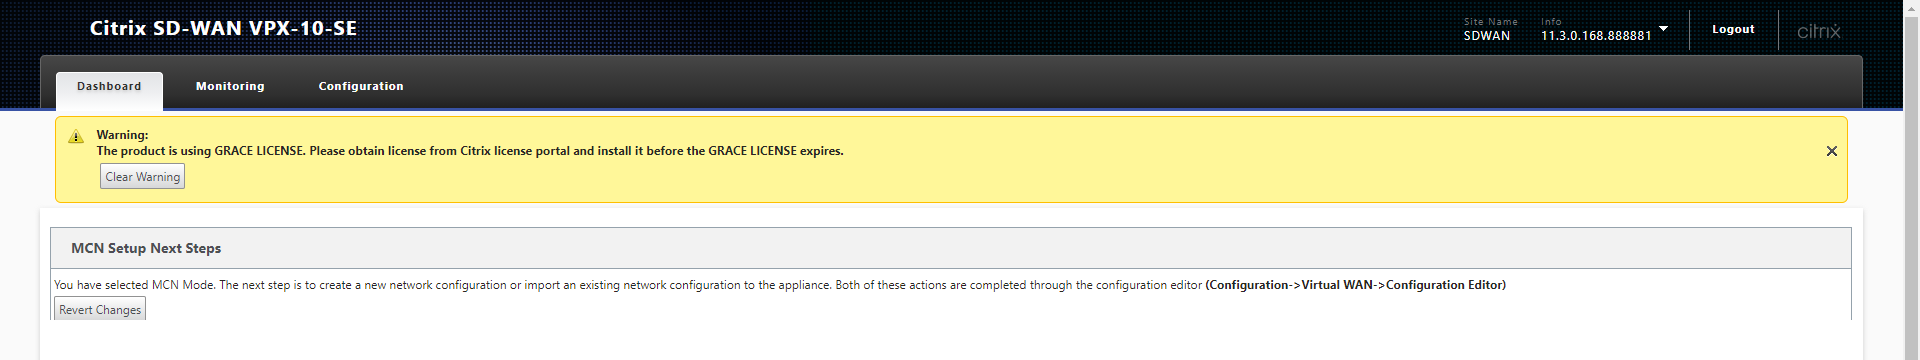 Citrix SD-WAN VPX-10-SE
Site Name Info
SDWAN 11.3.0.168.888881
Logout
citrix
Dashboard Monitoring Configuration
Warning:
The product is using GRACE LICENSE. Please obtain license from Citrix license portal and install it before the GRACE LICENSE expires.
Clear Warning
MCN Setup Next Steps
You have selected MCN Mode. The next step is to create a new network configuration or import an existing network configuration to the appliance. Both of these actions are completed through the configuration editor (Configuration->Virtual WAN->Configuration Editor)
Revert Changes